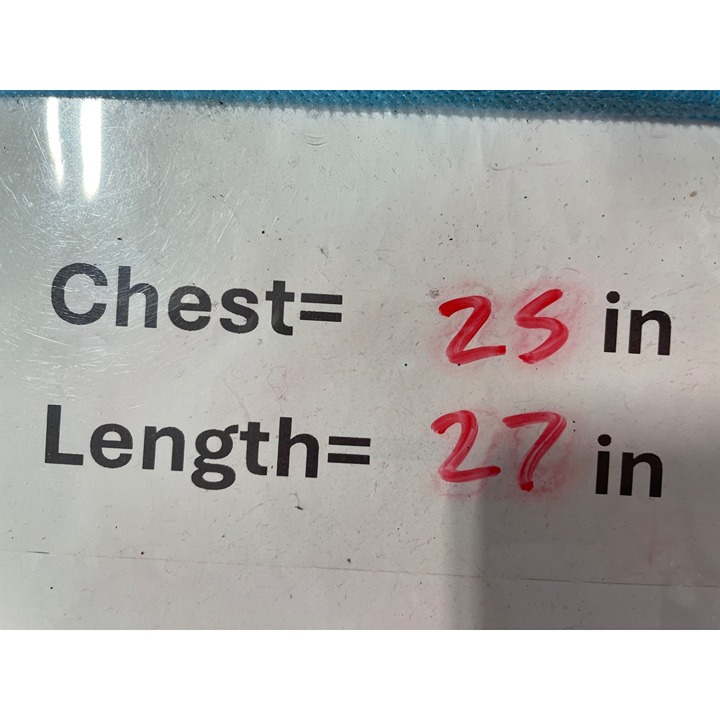 Chest= 25 in
Length= 27 in